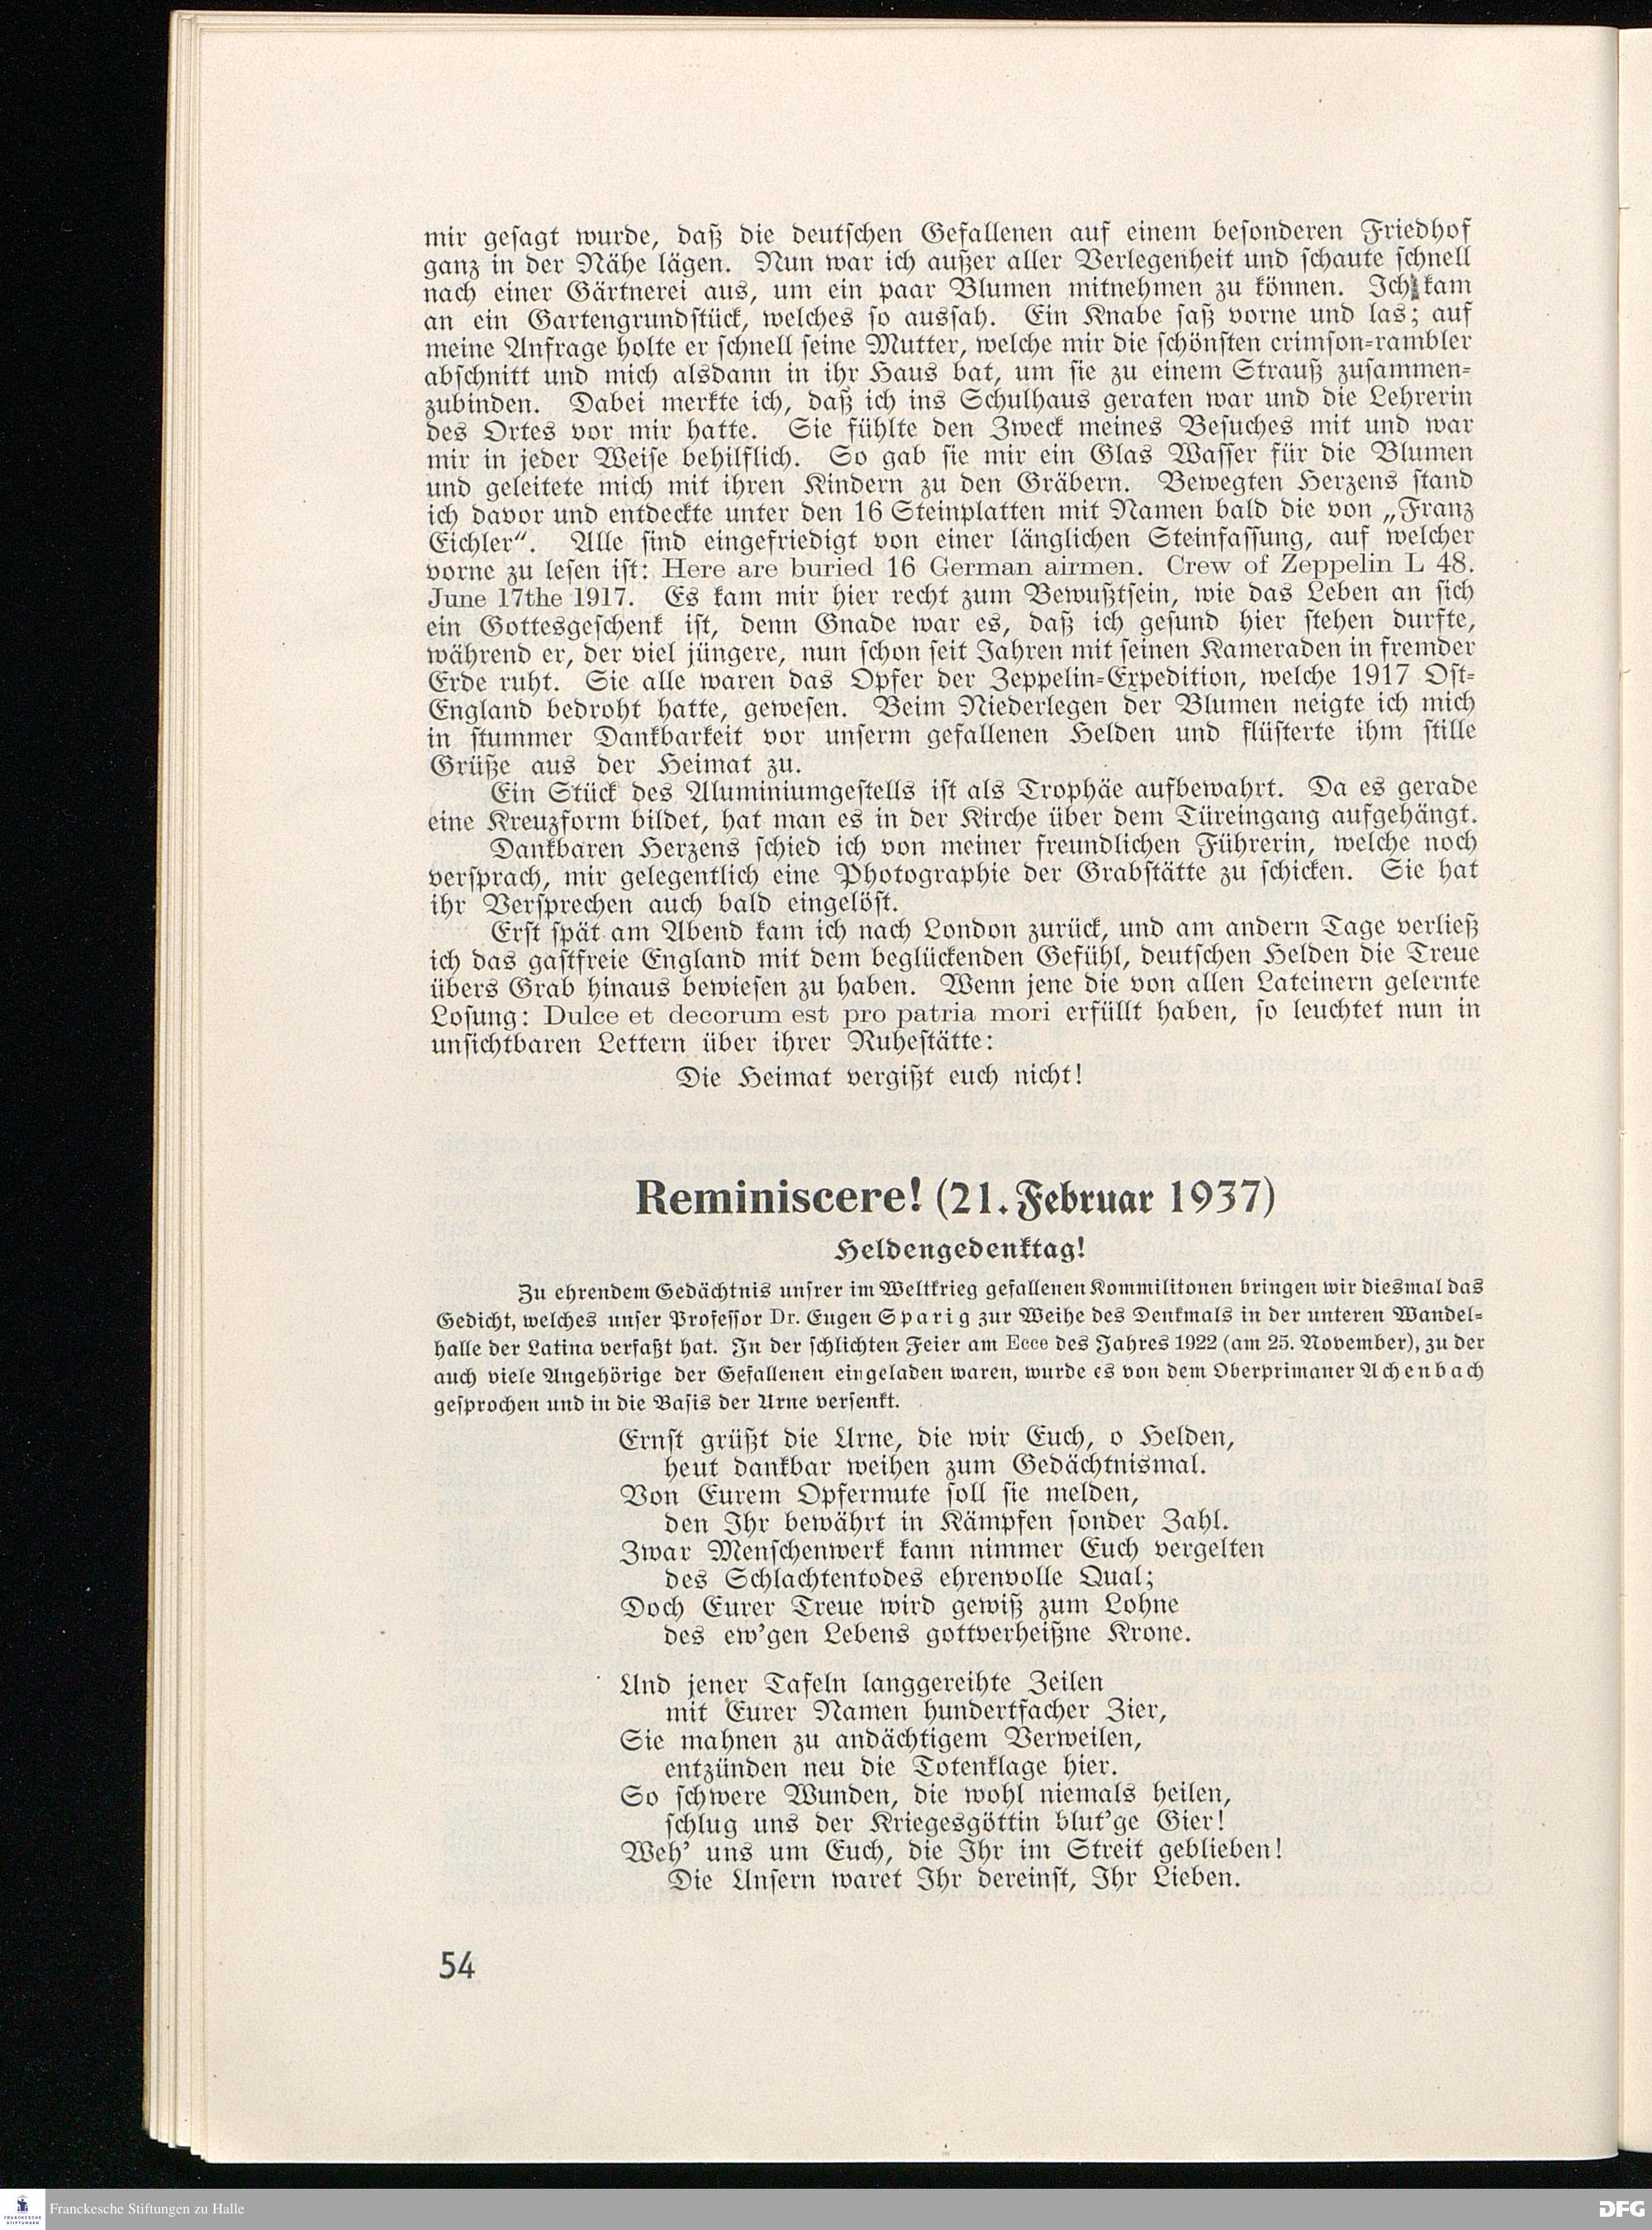 mir gesagt wurde, daß die deutschen Gefallenen auf einem besonderen Friedhof
ganz in der Nähe lägen. Nun war ich außer aller Verlegenheit und schaute schnell
nach einer Gärtnerei aus, um ein paar Blumen mitnehmen zu können. Ich kam
an ein Gartengrundstück, welches so aussah. Ein Knabe saß vorne und las; auf
meine Anfrage holte er schnell seine Mutter, welche mir die schönsten crimson-rambler
abschnitt und mich alsdann in ihr Haus bat, um sie zu einem Strauß zusammen-
zubinden. Dabei merkte ich, daß ich ins Schulhaus geraten war und die Lehrerin
des Ortes vor mir hatte. Sie fühlte den Zweck meines Besuches mit und war
mir in jeder Weise behilflich. So gab sie mir ein Glas Wasser für die Blumen
und geleitete mich mit ihren Kindern zu den Gräbern. Bewegten Herzens stand
ich davor und entdeckte unter den 16 Steinplatten mit Namen bald die von „Franz
Eichler“. Alle sind eingefriedigt von einer länglichen Steinfassung, auf welcher
vorne zu lesen ist: Here are buried 16 German airmen. Crew of Zeppelin L 48.
June 17the 1917. Es kam mir hier recht zum Bewußtsein, wie das Leben an sich
ein Gottesgeschenk ist, denn Gnade war es, daß ich gesund hier stehen durfte,
während er, der viel jüngere, nun schon seit Jahren mit seinen Kameraden in fremder
Erde ruht. Sie alle waren das Opfer der Zeppelin-Expedition, welche 1917 Ost-
England bedroht hatte, gewesen. Beim Niederlegen der Blumen neigte ich mich
in stummer Dankbarkeit vor unserm gefallenen Helden und flüsterte ihm stille
Grüße aus der Heimat zu.
Ein Stück des Aluminiumgestells ist als Trophäe aufbewahrt. Da es gerade
eine Kreuzform bildet, hat man es in der Kirche über dem Türeingang aufgehängt.
Dankbaren Herzens schied ich von meiner freundlichen Führerin, welche noch
versprach, mir gelegentlich eine Photographie der Grabstätte zu schicken. Sie hat
ihr Versprechen auch bald eingelöst.
Erst spät am Abend kam ich nach London zurück, und am andern Tage verließ
ich das gastfreie England mit dem beglückenden Gefühl, deutschen Helden die Treue
übers Grab hinaus bewiesen zu haben. Wenn jene die von allen Lateinern gelernte
Losung: Dulce et decorum est pro patria mori erfüllt haben, so leuchtet nun in
unsichtbaren Lettern über ihrer Ruhestätte:
Die Heimat vergißt euch nicht!
Reminiscere! (21. Februar 1937)
Heldengedenktag!
Zu ehrendem Gedächtnis unsrer im Weltkrieg gefallenen Kommilitonen bringen wir diesmal das
Gedicht, welches unser Professor Dr. Eugen Sparig zur Weihe des Denkmals in der unteren Wandel-
halle der Latina verfaßt hat. In der schlichten Feier am Ecce des Jahres 1922 (am 25. November), zu der
auch viele Angehörige der Gefallenen eingeladen waren, wurde es von dem Oberprimaner Achenbach
gesprochen und in die Basis der Urne versenkt.
Ernst grüßt die Urne, die wir Euch, o Helden,
heut dankbar weihen zum Gedächtnismal.
Von Eurem Opfermute soll sie melden,
den Ihr bewährt in Kämpfen sonder Zahl.
Zwar Menschenwerk kann nimmer Euch vergelten
des Schlachtentodes ehrenvolle Qual;
Doch Eurer Treue wird gewiß zum Lohne
des ew’gen Lebens gottverheißne Krone.
Und jener Tafeln langgereihte Zeilen
mit Eurer Namen hundertfacher Zier,
Sie mahnen zu andächtigem Verweilen,
entzünden neu die Totenklage hier.
So schwere Wunden, die wohl niemals heilen,
schlug uns der Kriegesgöttin blut’ge Gier!
Weh’ uns um Euch, die Ihr im Streit geblieben!
Die Unsern waret Ihr dereinst, Ihr Lieben.
54
FRANCKESCHE
STIFTUNGEN
Franckesche Stiftungen zu Halle
DFG